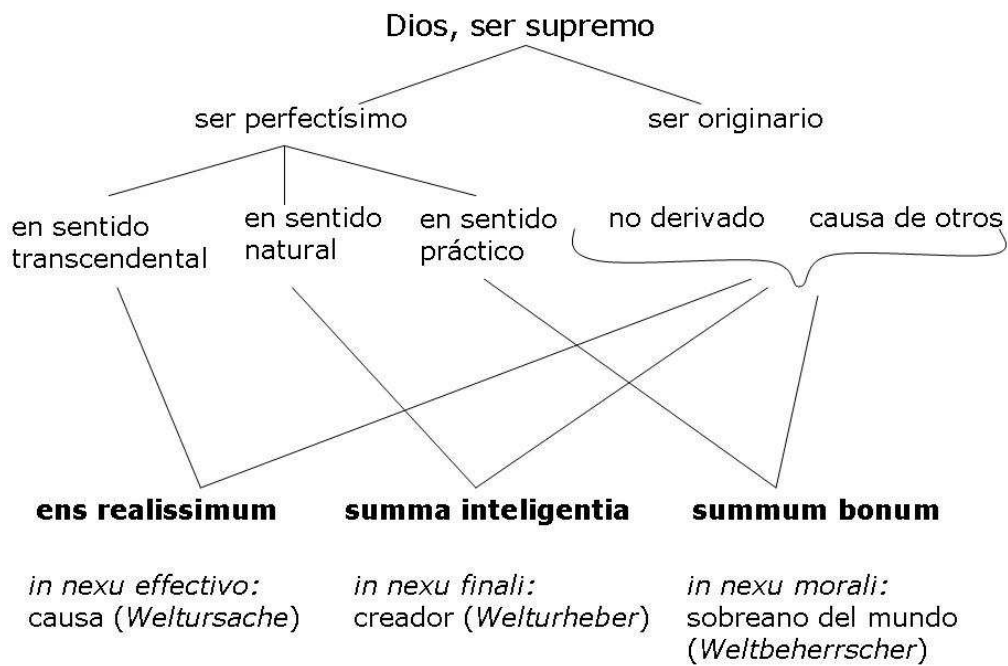 Dios, ser supremo
ser perfectísimo
ser originario
en sentido
transcendental
en sentido
natural
en sentido
práctico
no derivado
causa de otros
ens realissimum
summa inteligentia
summum bonum
in nexu effectivo:
causa (Weltursache)
in nexu finali:
creador (Welturheber)
in nexu morali:
sobreano del mundo
(Weltbeherrscher)